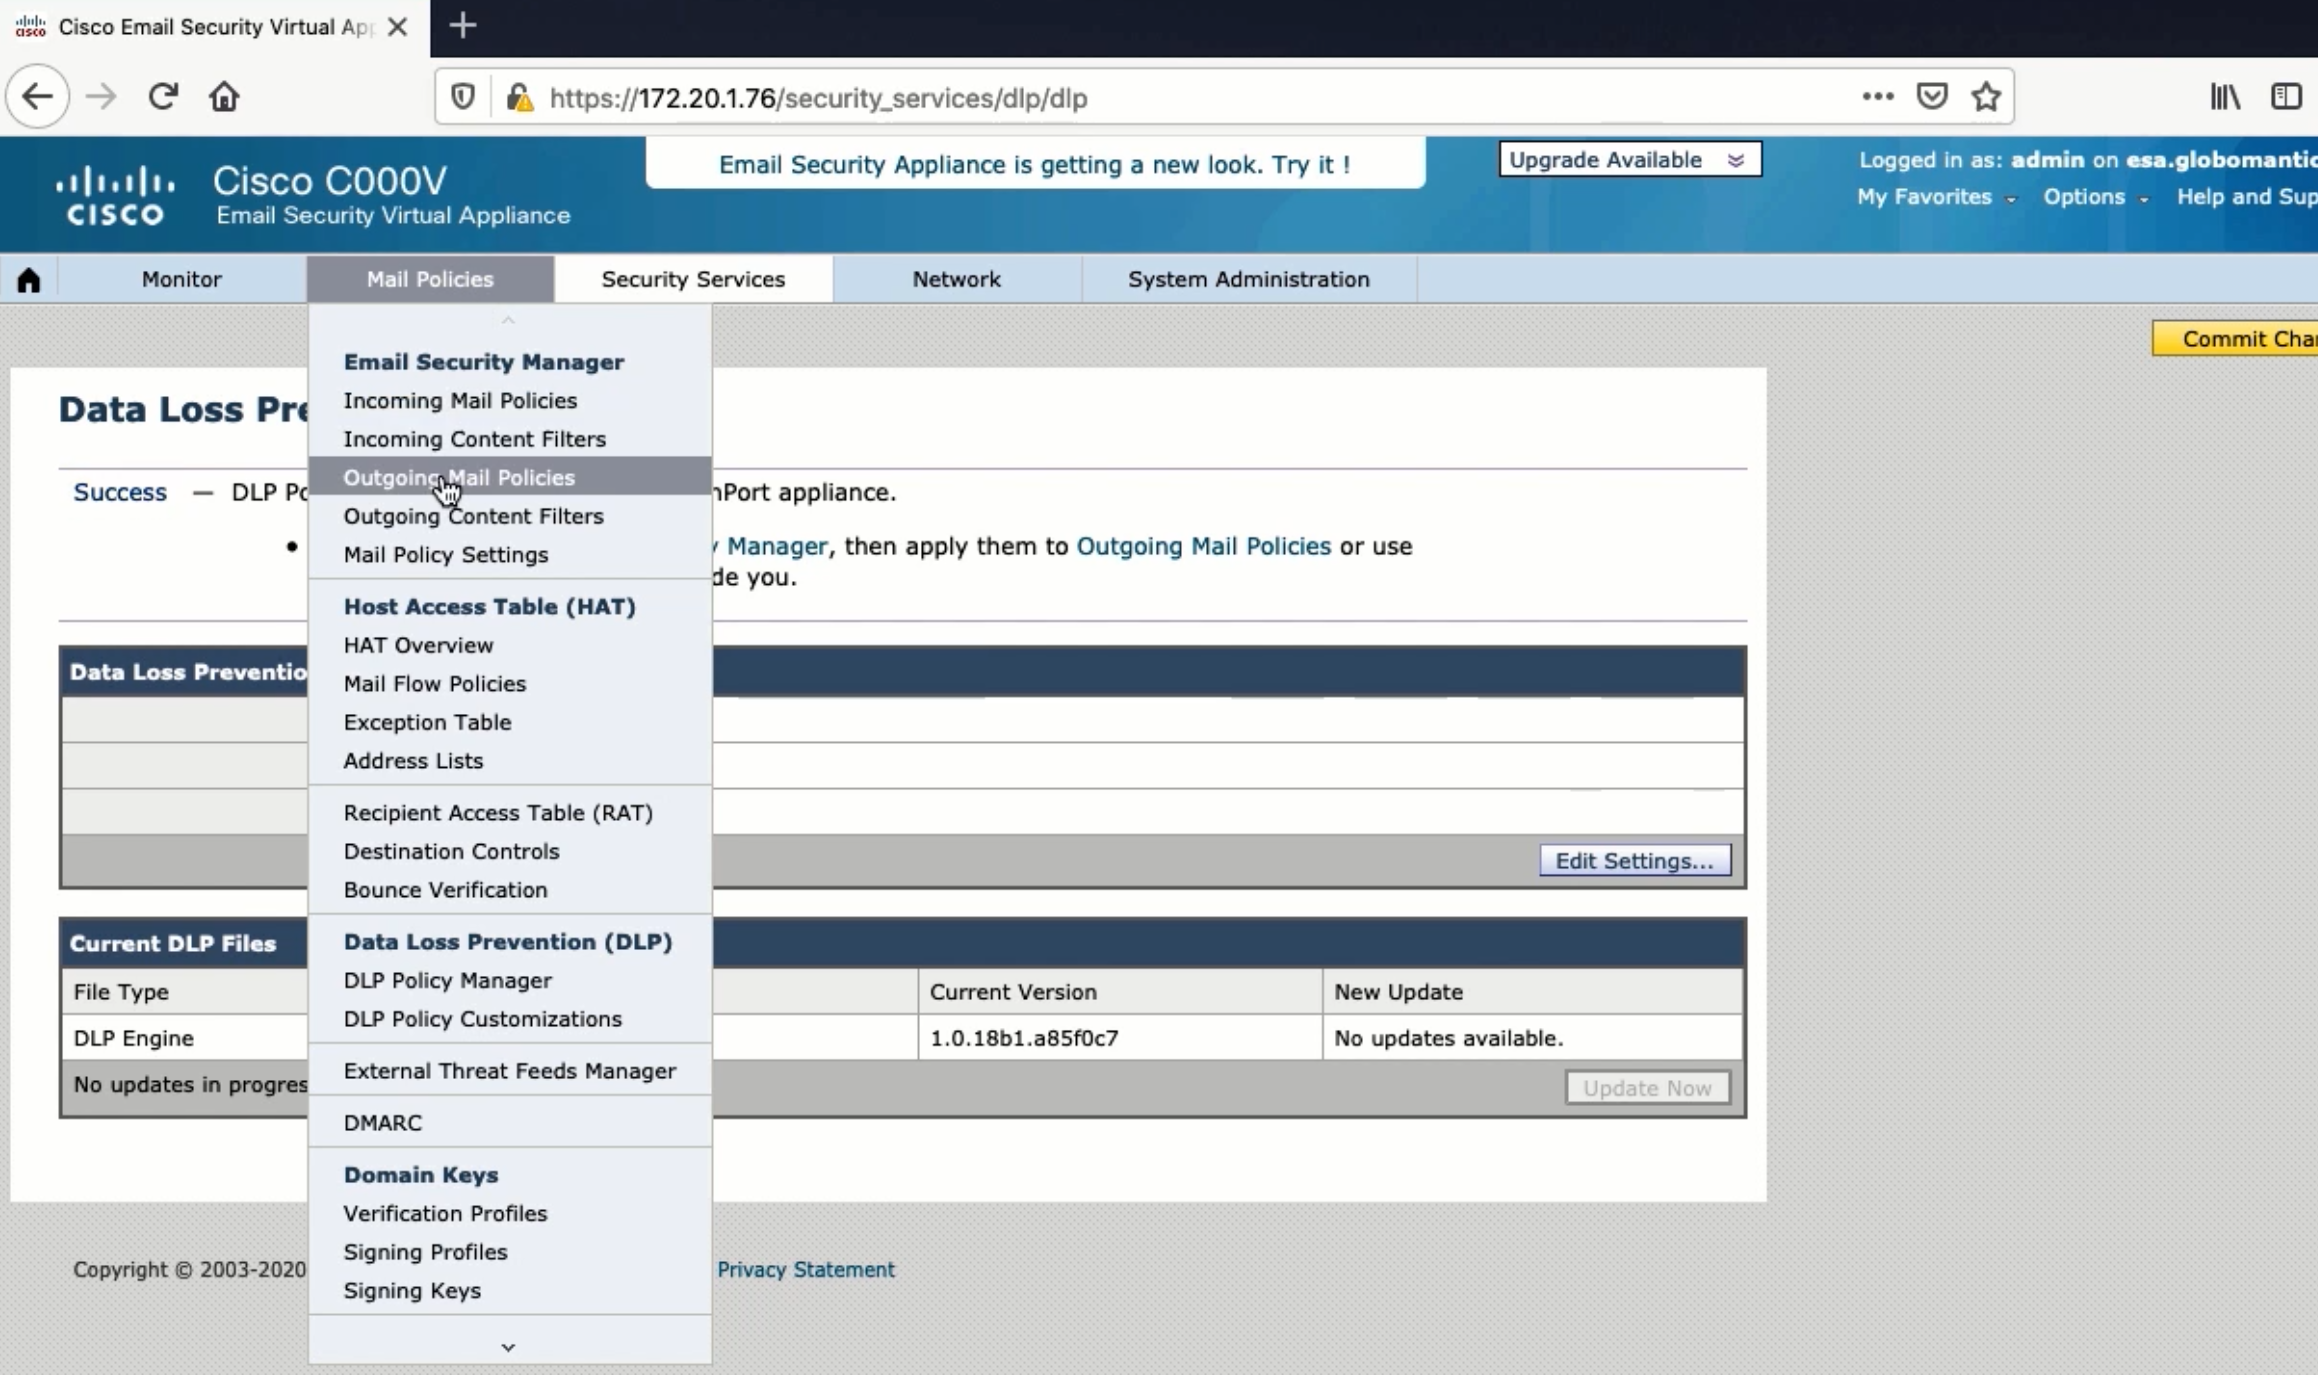 Cisco Email Security Virtual App
https://172.20.1.76/security_services/dlp/dlp
CISCO
Cisco C000V
Email Security Virtual Appliance
Email Security Appliance is getting a new look. Try it !
Upgrade Available
Logged in as: admin on esa.globomantic
My Favorites
Options
Help and Sup
Monitor
Mail Policies
Security Services
Network
System Administration
Commit Cha
Email Security Manager
Incoming Mail Policies
Incoming Content Filters
Outgoing Mail Policies
Outgoing Content Filters
Mail Policy Settings
Host Access Table (HAT)
HAT Overview
Mail Flow Policies
Exception Table
Address Lists
Recipient Access Table (RAT)
Destination Controls
Bounce Verification
Data Loss Prevention (DLP)
DLP Policy Manager
DLP Policy Customizations
External Threat Feeds Manager
DMARC
Domain Keys
Verification Profiles
Signing Profiles
Signing Keys
Data Loss Pre
Success — DLP Po
nPort appliance.
Manager, then apply them to Outgoing Mail Policies or use
de you.
Data Loss Preventio
Edit Settings...
Current DLP Files
File Type
Current Version
New Update
DLP Engine
1.0.18b1.a85f0c7
No updates available.
No updates in progres
Update Now
Copyright © 2003-2020
Privacy Statement